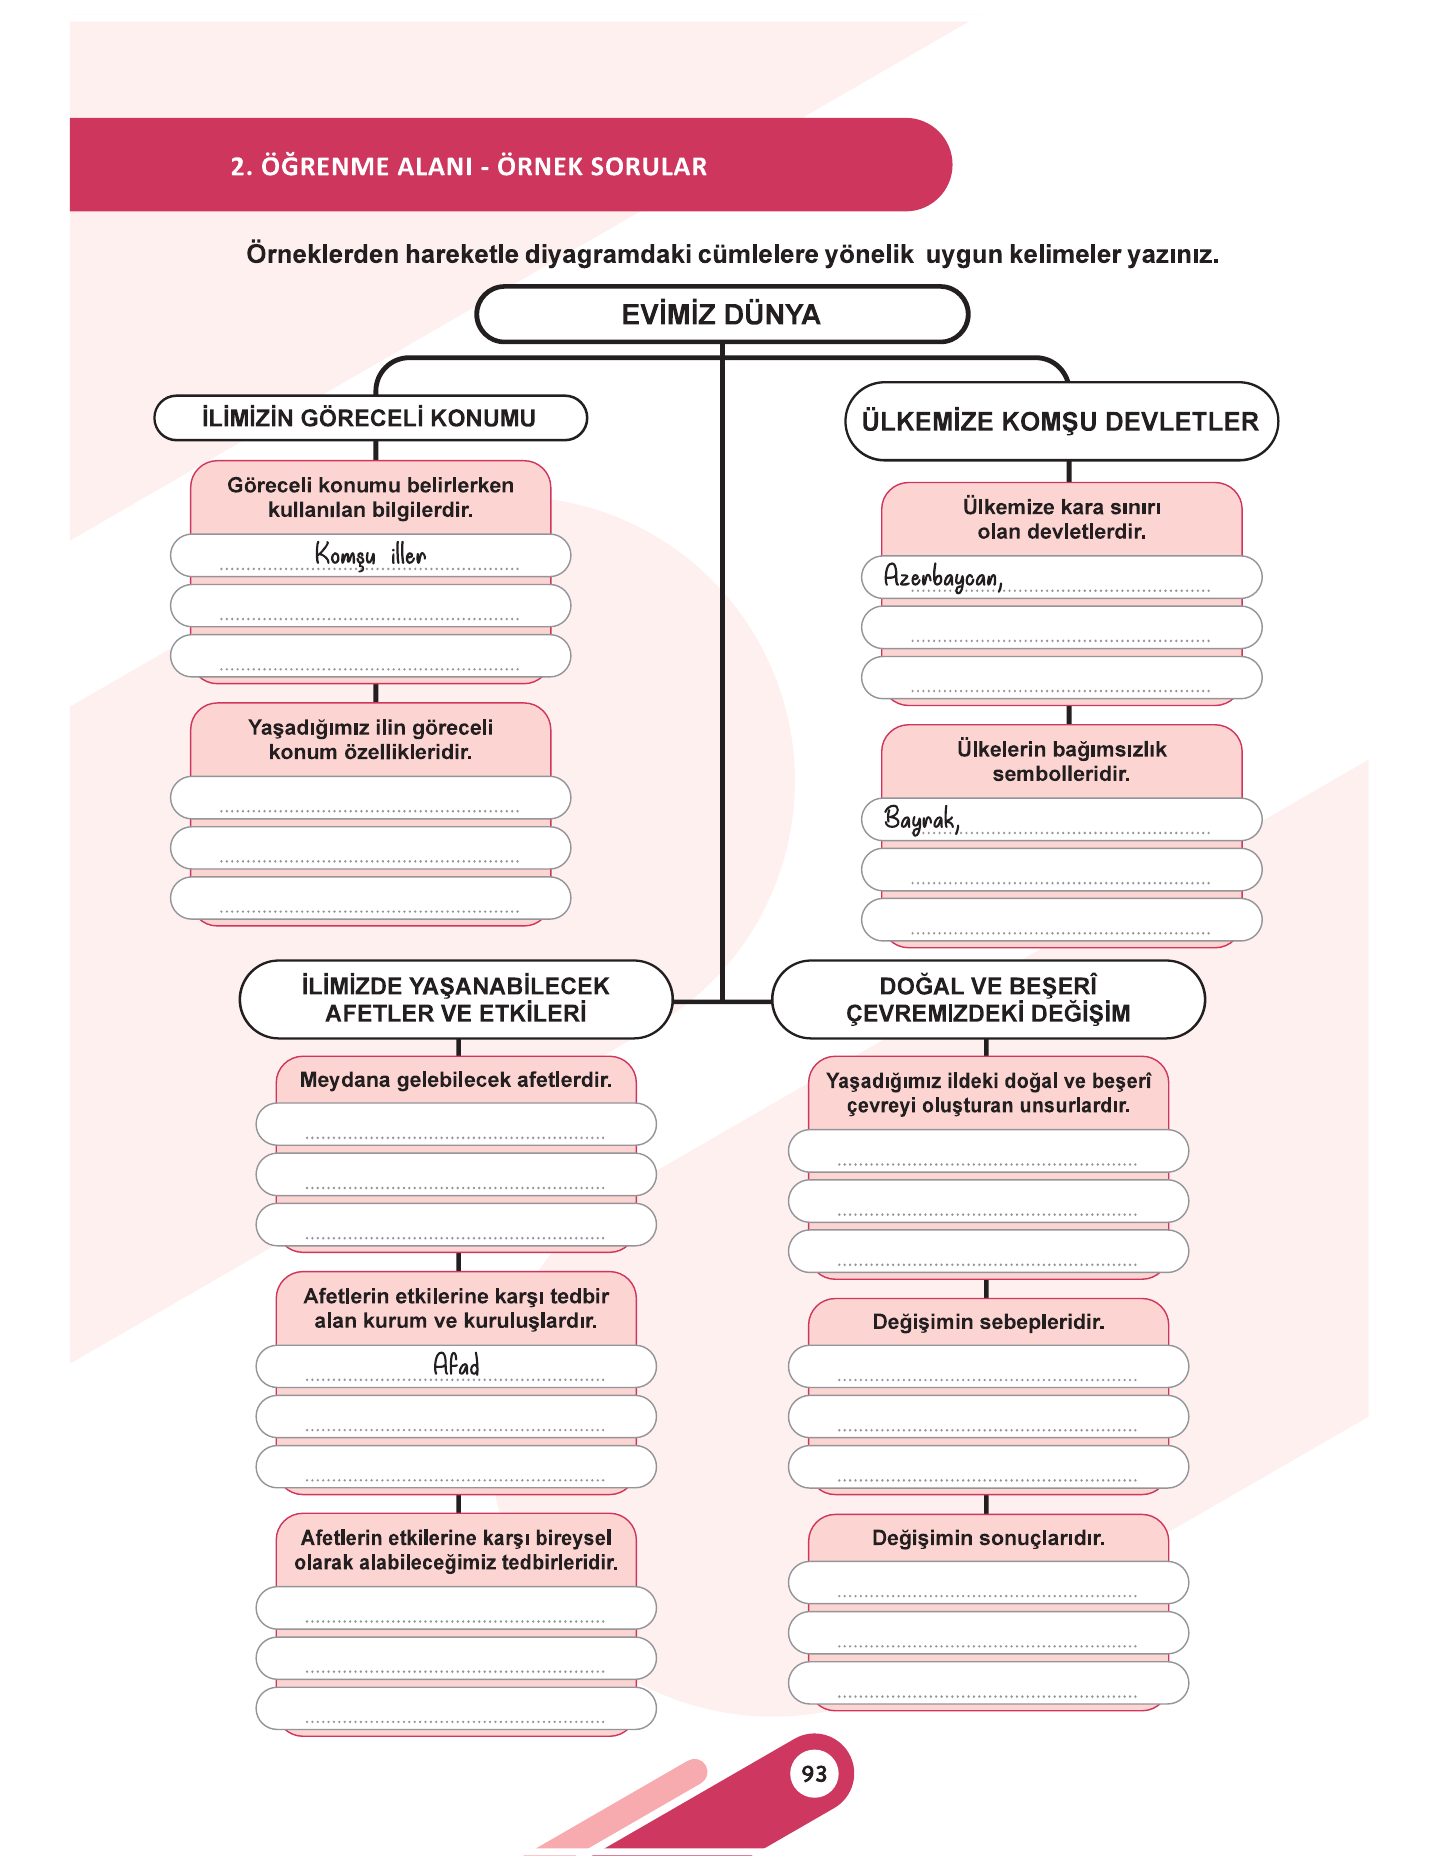 2. ÖĞRENME ALANI - ÖRNEK SORULAR
Örneklerden hareketle diyagramdaki cümlelere yönelik uygun kelimeler yazınız.
EVİMİZ DÜNYA
İLİMİZİN GÖRECELİ KONUMU
Göreceli konumu belirlerken
kullanılan bilgilerdir.
Komşu iller
Yaşadığımız ilin göreceli
konum özellikleridir.
ÜLKEMİZE KOMŞU DEVLETLER
Ülkemize kara sınırı
olan devletlerdir.
Azerbaycan,
Ülkelerin bağımsızlık
sembolleridir.
Bayrak,
İLİMİZDE YAŞANABİLECEK
AFETLER VE ETKİLERİ
Meydana gelebilecek afetlerdir.
Afetlerin etkilerine karşı tedbir
alan kurum ve kuruluşlardır.
Afad
Afetlerin etkilerine karşı bireysel
olarak alabileceğimiz tedbirleridir.
DOĞAL VE BEŞERÎ
ÇEVREMİZDEKİ DEĞİŞİM
Yaşadığımız ildeki doğal ve beşerî
çevreyi oluşturan unsurlardır.
Değişimin sebepleridir.
Değişimin sonuçlarıdır.
93